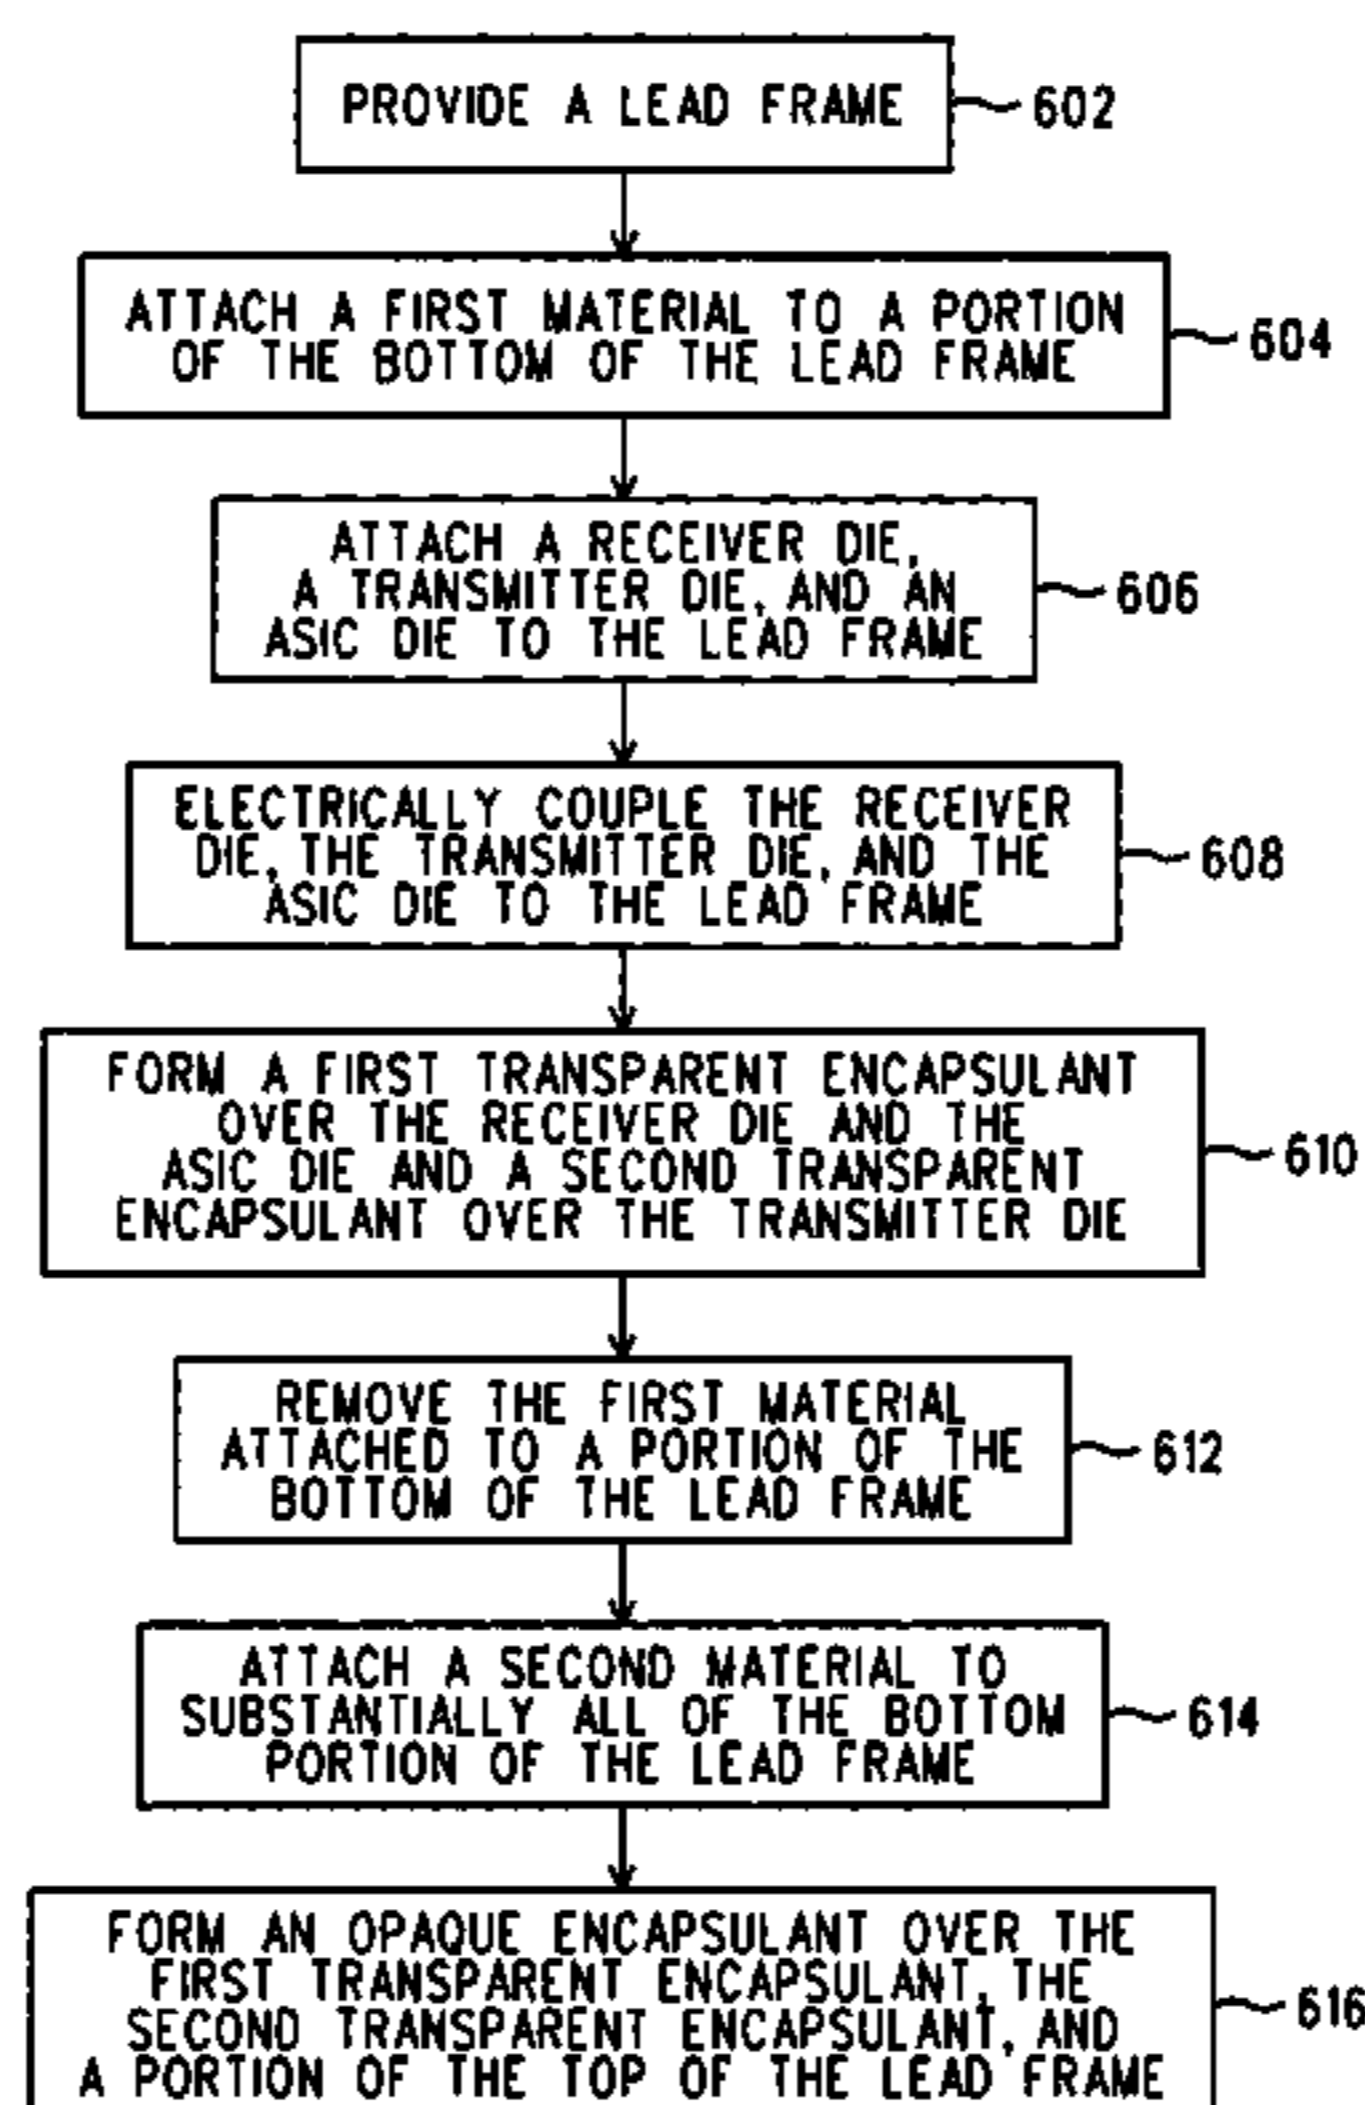 PROVIDE A LEAD FRAME
602
ATTACH A FIRST MATERIAL TO A PORTION
OF THE BOTTOM OF THE LEAD FRAME
604
ATTACH A RECEIVER DIE,
A TRANSMITTER DIE, AND AN
ASIC DIE TO THE LEAD FRAME
606
ELECTRICALLY COUPLE THE RECEIVER
DIE, THE TRANSMITTER DIE, AND THE
ASIC DIE TO THE LEAD FRAME
608
FORM A FIRST TRANSPARENT ENCAPSULANT
OVER THE RECEIVER DIE AND THE
ASIC DIE AND A SECOND TRANSPARENT
ENCAPSULANT OVER THE TRANSMITTER DIE
610
REMOVE THE FIRST MATERIAL
ATTACHED TO A PORTION OF THE
BOTTOM OF THE LEAD FRAME
612
ATTACH A SECOND MATERIAL TO
SUBSTANTIALLY ALL OF THE BOTTOM
PORTION OF THE LEAD FRAME
614
FORM AN OPAQUE ENCAPSULANT OVER THE
FIRST TRANSPARENT ENCAPSULANT, THE
SECOND TRANSPARENT ENCAPSULANT, AND
A PORTION OF THE TOP OF THE LEAD FRAME
616